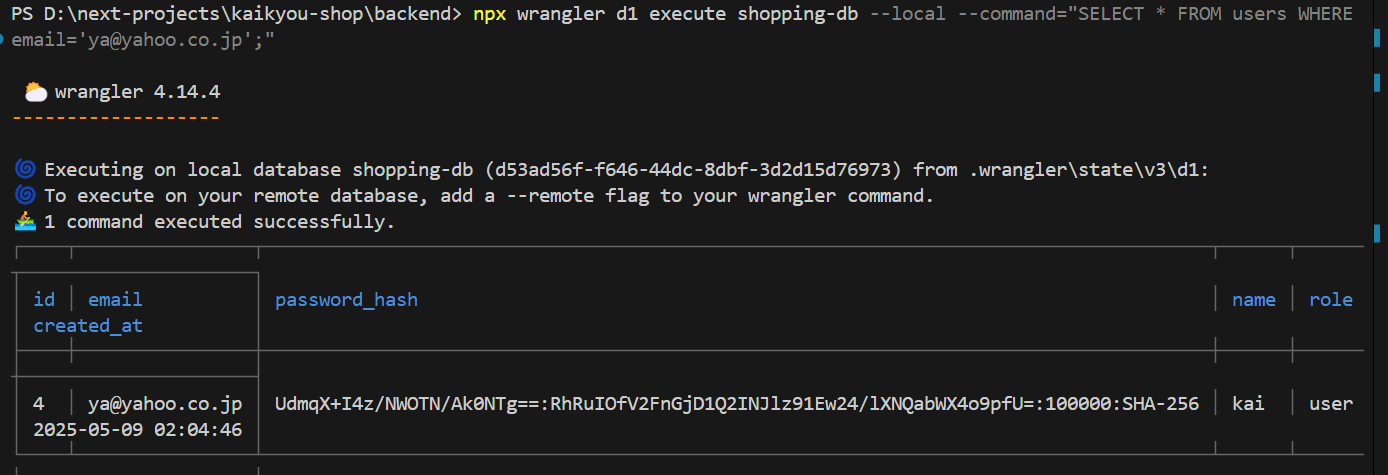 PS D:\next-projects\kaikyou-shop\backend> npx wrangler d1 execute shopping-db --local --command="SELECT * FROM users WHERE
email='ya@yahoo.co.jp';"
wrangler 4.14.4
-------------------
Executing on local database shopping-db (d53ad56f-f646-44dc-8dbf-3d2d15d76973) from .wrangler\state\v3\d1:
To execute on your remote database, add a --remote flag to your wrangler command.
1 command executed successfully.
id │ email │ password_hash │ name │ role
created_at
4 │ ya@yahoo.co.jp │ UdmqX+I4z/NWOTN/Ak0NTg==:RhRuIOfV2FnGjD1Q2INJlz91Ew24/lXNQabWX4o9pfU=:100000:SHA-256 │ kai │ user
2025-05-09 02:04:46